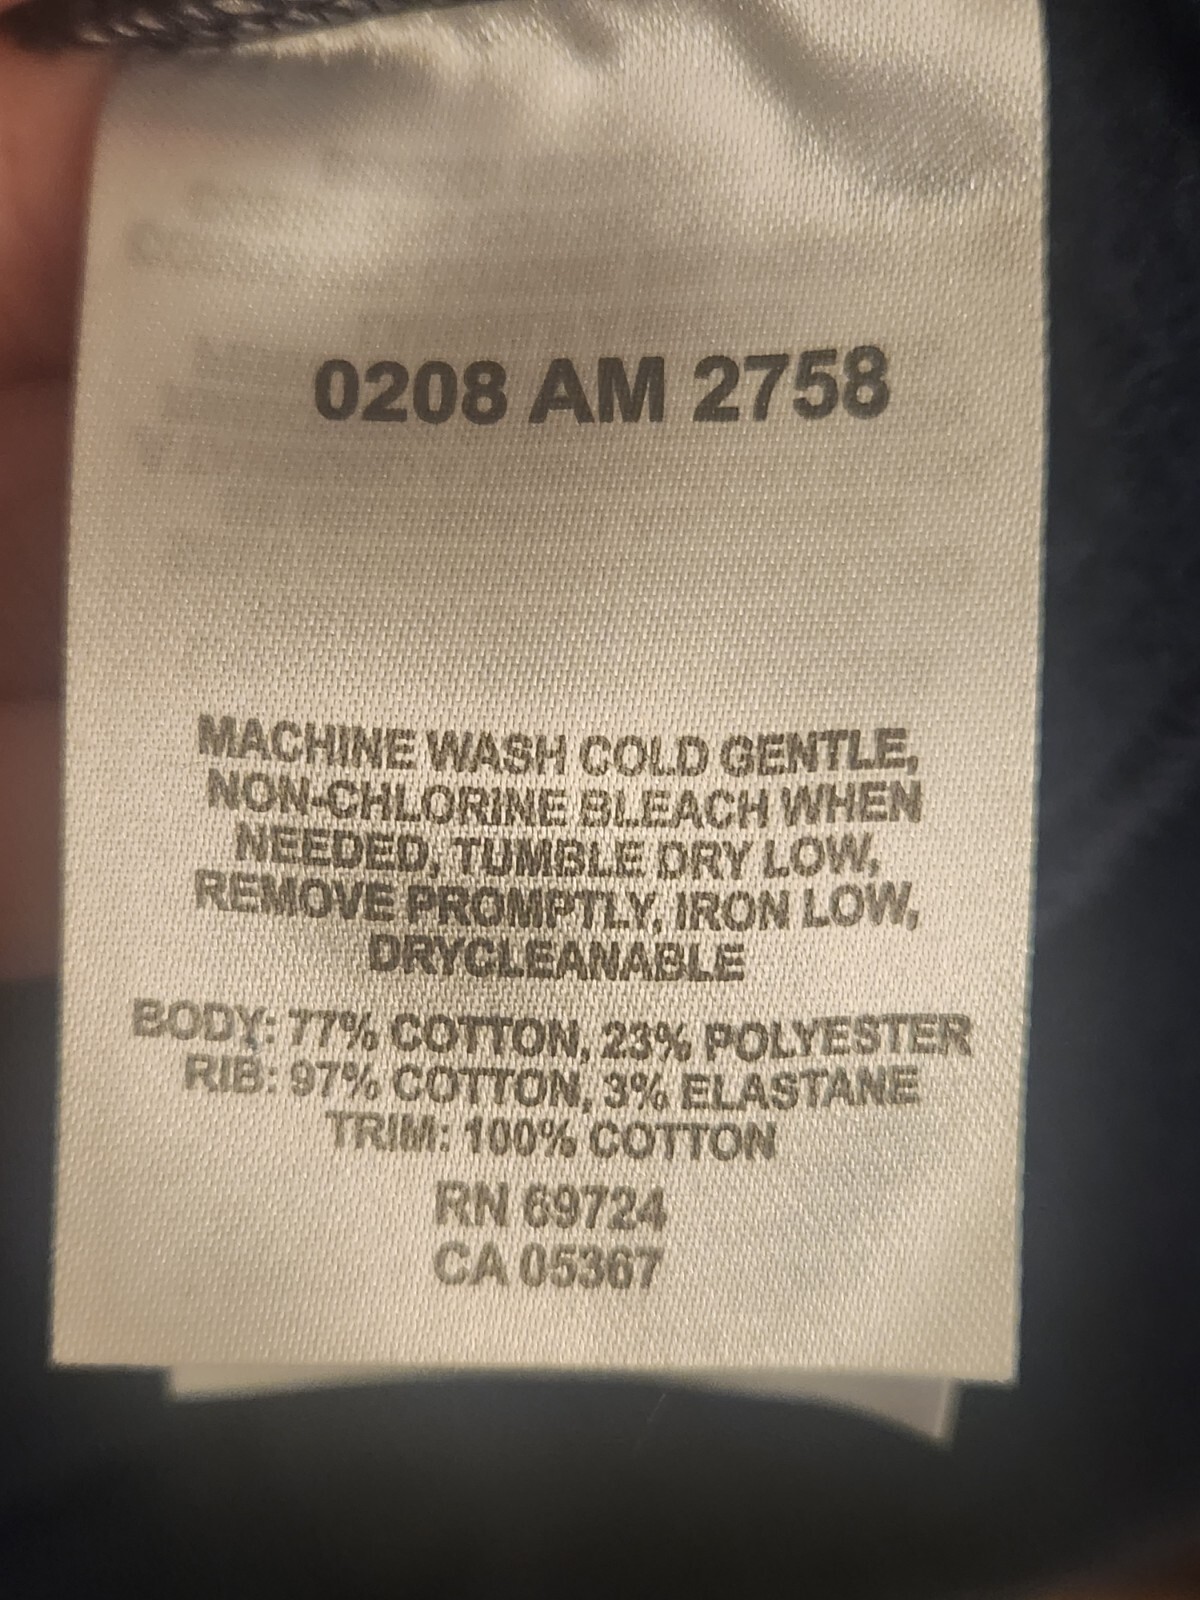 0208 AM 2758
MACHINE WASH COLD GENTLE,
NON-CHLORINE BLEACH WHEN
NEEDED, TUMBLE DRY LOW,
REMOVE PROMPTLY, IRON LOW,
DRYCLEANABLE
BODY: 77% COTTON, 23% POLYESTER
RIB: 97% COTTON, 3% ELASTANE
TRIM: 100% COTTON
RN 69724
CA 05367